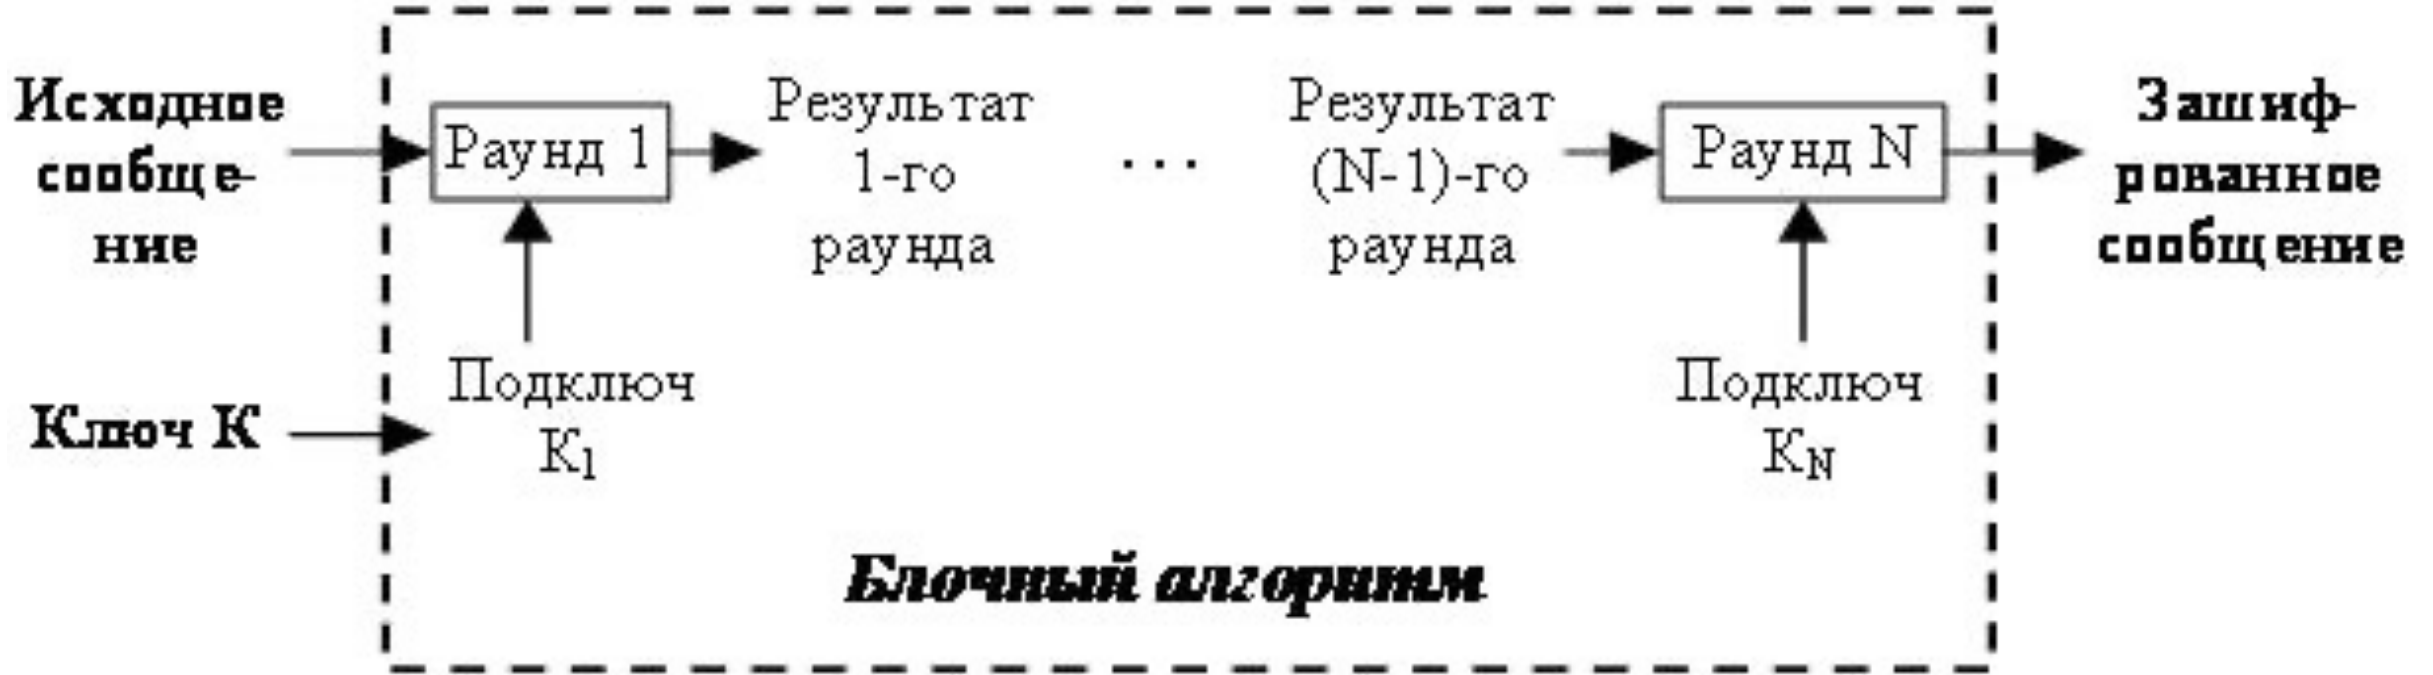 Исходное
сообще-
ние
Раунд 1
Результат
1-го
раунда
...
Результат
(N-1)-го
раунда
Раунд N
Зашиф-
рованное
сообщение
Ключ К
Подключ
К1
Подключ
КN
Блочный алгоритм